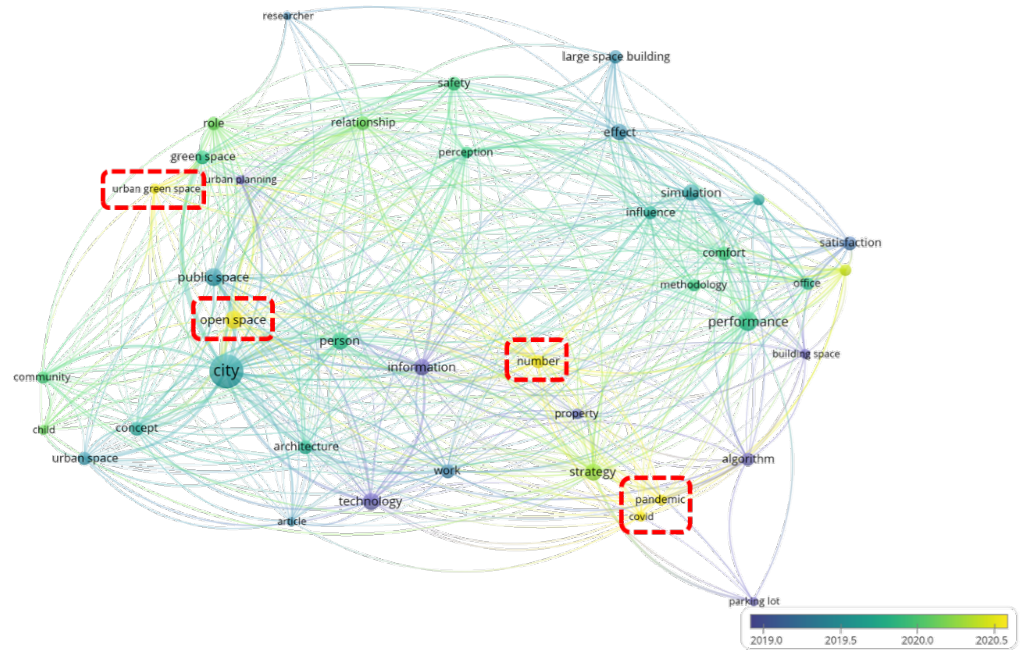 researcher
large space building
safety
role
relationship
effect
perception
green space
urban planning
urban green space
simulation
influence
satisfaction
comfort
public space
methodology
office
open space
performance
person
building space
number
information
city
community
property
child
concept
architecture
urban space
algorithm
work
strategy
technology
pandemic
covid
article
parking lot
2019.0 2019.5 2020.0 2020.5